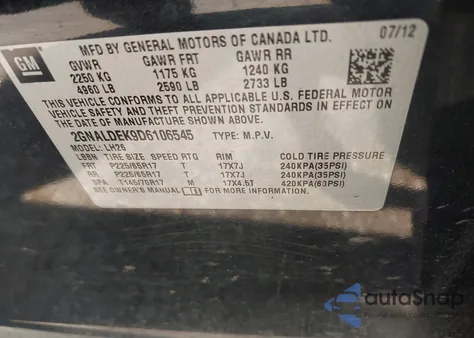 GM
MFD BY GENERAL MOTORS OF CANADA LTD. 07/12
GVWR GAWR FRT GAWR RR
2250 KG 1175 KG 1240 KG
4960 LB 2590 LB 2733 LB
THIS VEHICLE CONFORMS TO ALL APPLICABLE U.S. FEDERAL MOTOR
VEHICLE SAFETY AND THEFT PREVENTION STANDARDS IN EFFECT ON
THE DATE OF MANUFACTURE SHOWN ABOVE.
2GNALDEK9D6106545 TYPE: M.P.V.
MODEL: LH26
TIRE SIZE RTG RIM COLD TIRE PRESSURE
FRT P225/65R17 T 17X7J 240KPA(35PSI)
RR P225/65R17 T 17X7J 240KPA(35PSI)
SPA T145/70R17 M 17X4.5T 420KPA(60PSI)
SEE OWNER'S MANUAL FOR MORE INFORMATION.
autoSnap